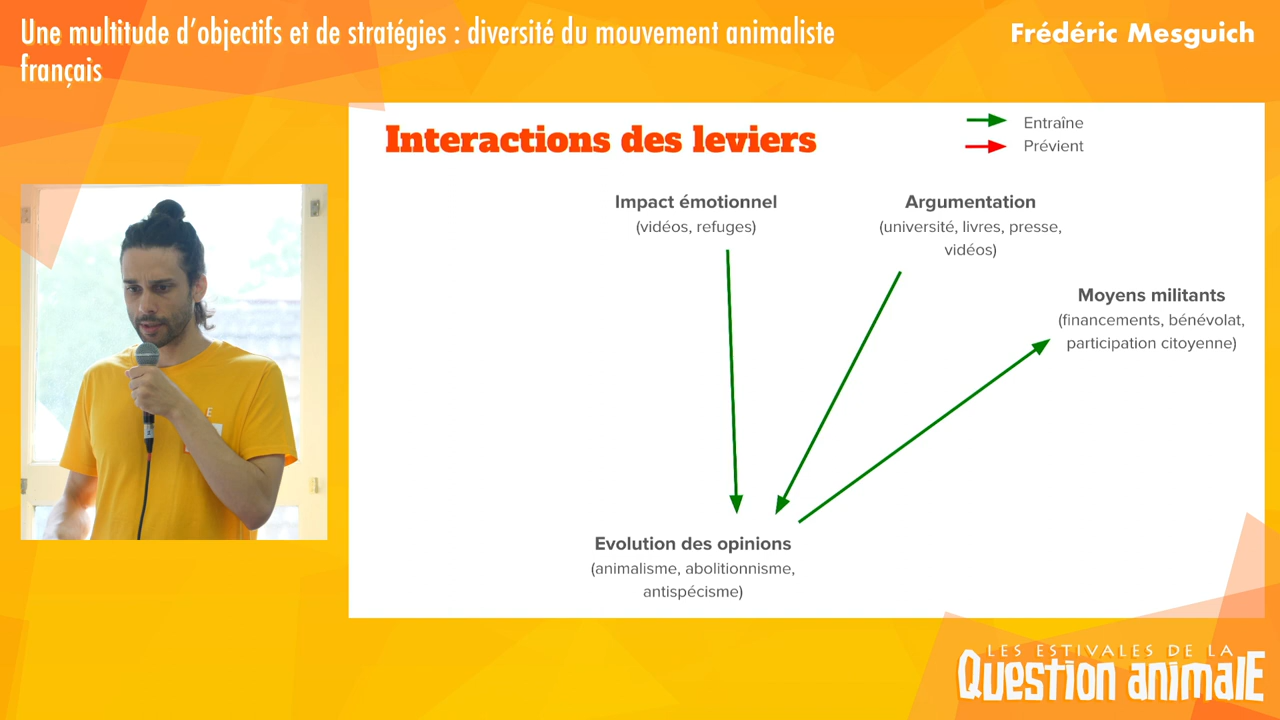 Une multitude d'objectifs et de stratégies : diversité du mouvement animaliste
français
Frédéric Mesguich
Interactions des leviers
Entraîne
Prévient
Impact émotionnel
(vidéos, refuges)
Argumentation
(université, livres, presse,
vidéos)
Moyens militants
(financements, bénévolat,
participation citoyenne)
Evolution des opinions
(animalisme, abolitionnisme,
antispécisme)
LES ESTIVALES DE LA
QUESTION ANIMALE